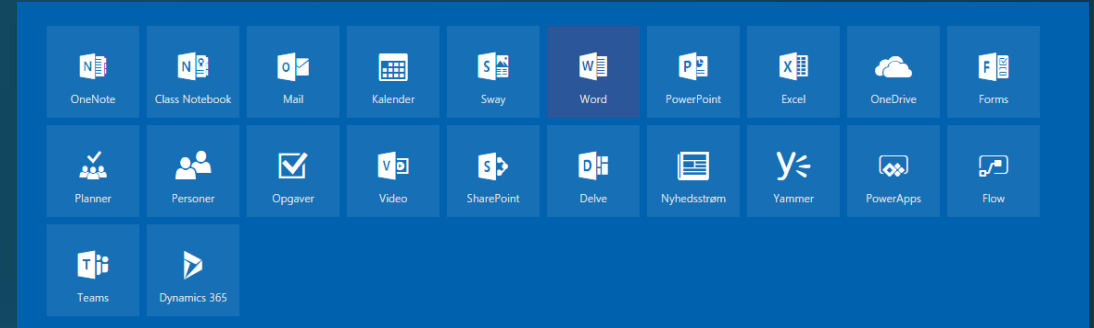 OneNote
Class Notebook
Mail
Kalender
Sway
Word
PowerPoint
Excel
OneDrive
Forms
Planner
Personer
Opgaver
Video
SharePoint
Delve
Nyhedsstrøm
Yammer
PowerApps
Flow
Teams
Dynamics 365